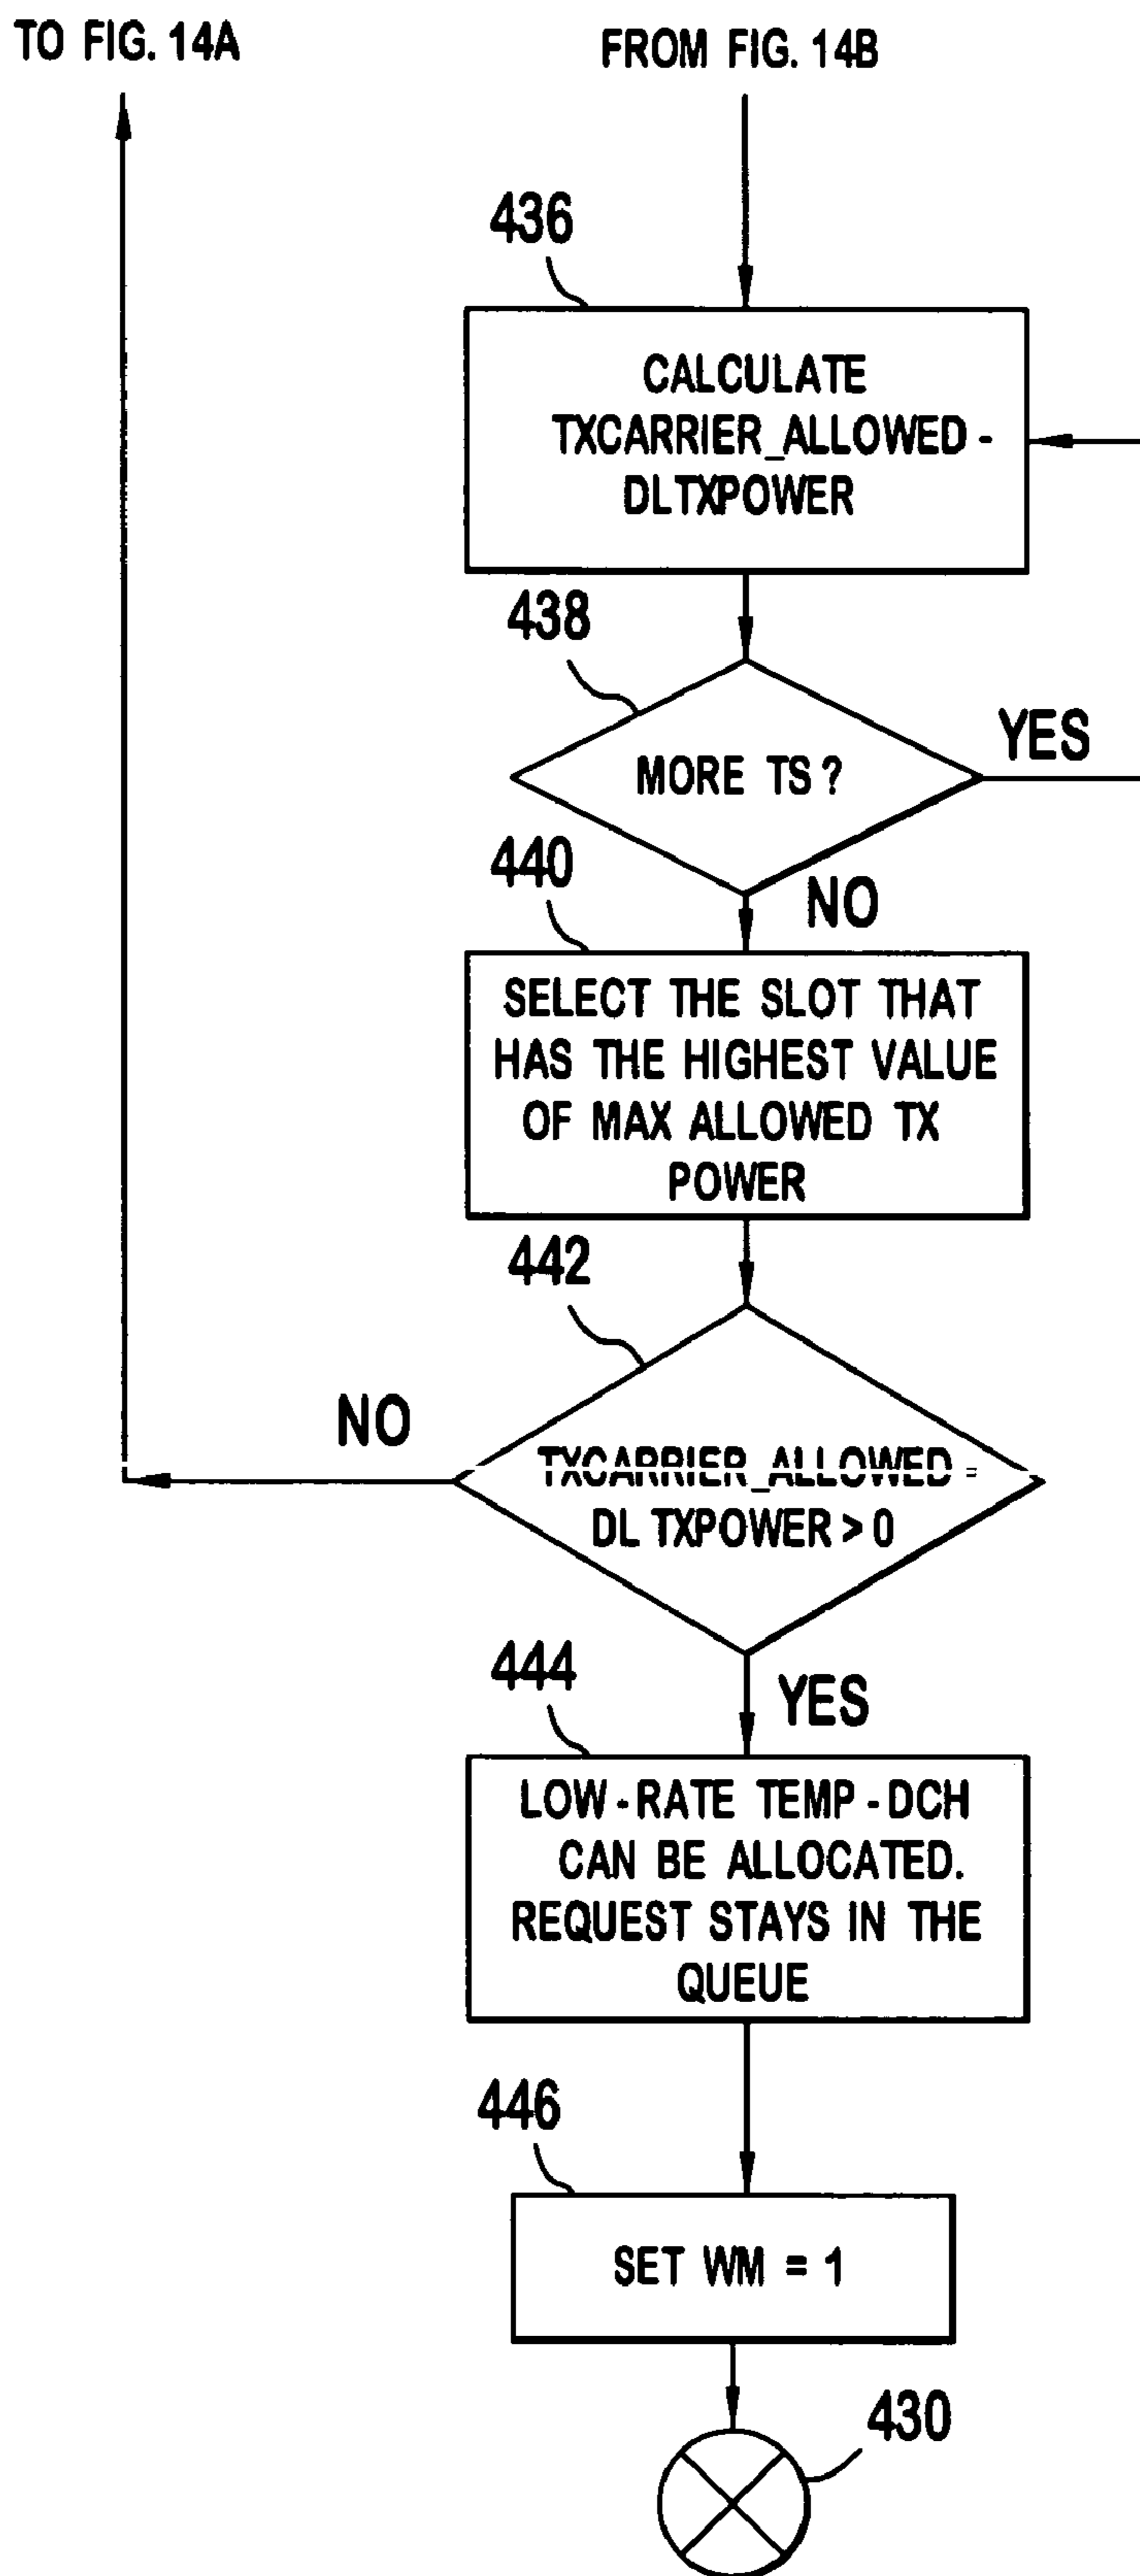 TO FIG. 14A
FROM FIG. 14B
436
CALCULATE
TXCARRIER_ALLOWED -
DLTXPOWER
438
MORE TS ?
YES
440
NO
SELECT THE SLOT THAT
HAS THE HIGHEST VALUE
OF MAX ALLOWED TX
POWER
442
NO
TXCARRIER_ALLOWED =
DL TXPOWER > 0
444
YES
LOW - RATE TEMP - DCH
CAN BE ALLOCATED.
REQUEST STAYS IN THE
QUEUE
446
SET WM = 1
430